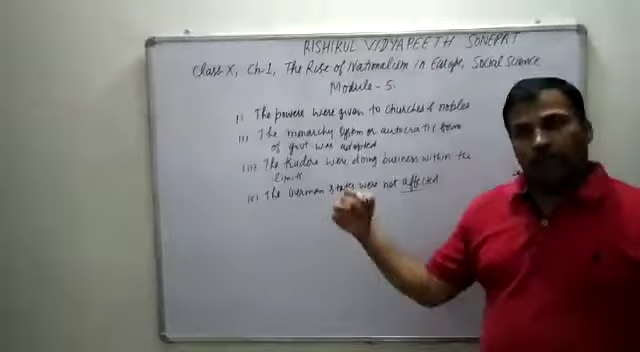 RISHIKUL VIDYAPEETH SONEPAT
Class X, Ch-1, The Rise of Nationalism in Europe, Social Science
Module - 5.
i) The powers were given to churches & nobles
ii) The monarchy system or autocratic form
of govt was adopted
iii) The traders were doing business within the
limits
iv) The German states were not affected